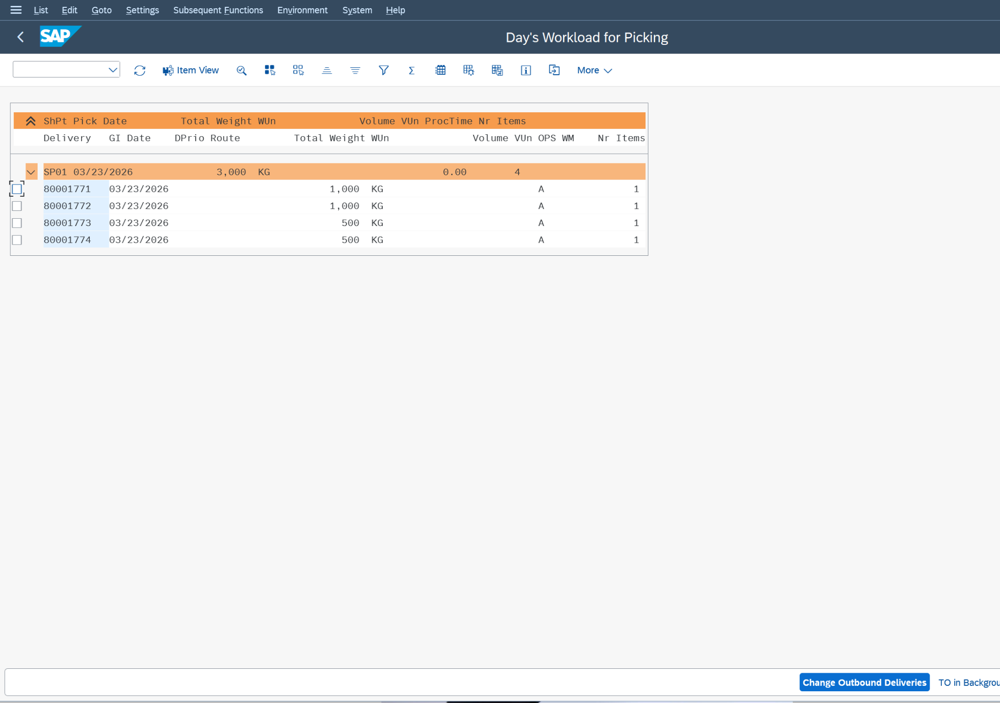 List Edit Goto Settings Subsequent Functions Environment System Help
SAP Day's Workload for Picking
Item View More
ShPt Pick Date Total Weight WUn Volume VUn ProcTime Nr Items
Delivery GI Date DPrio Route Total Weight WUn Volume VUn OPS WM Nr Items
SP01 03/23/2026 3,000 KG 0.00 4
80001771 03/23/2026 1,000 KG A 1
80001772 03/23/2026 1,000 KG A 1
80001773 03/23/2026 500 KG A 1
80001774 03/23/2026 500 KG A 1
Change Outbound Deliveries TO in Backgrou